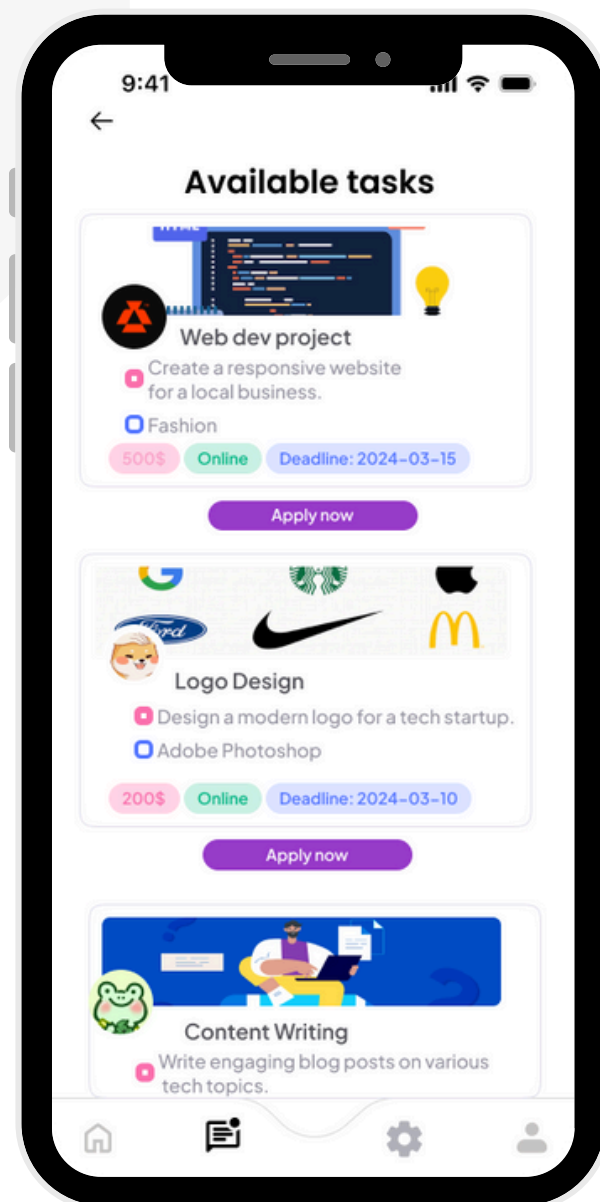 9:41
Available tasks
HTML
Web dev project
Create a responsive website
for a local business.
Fashion
500$ Online Deadline: 2024-03-15
Apply now
Ford
Logo Design
Design a modern logo for a tech startup.
Adobe Photoshop
200$ Online Deadline: 2024-03-10
Apply now
Content Writing
Write engaging blog posts on various
tech topics.